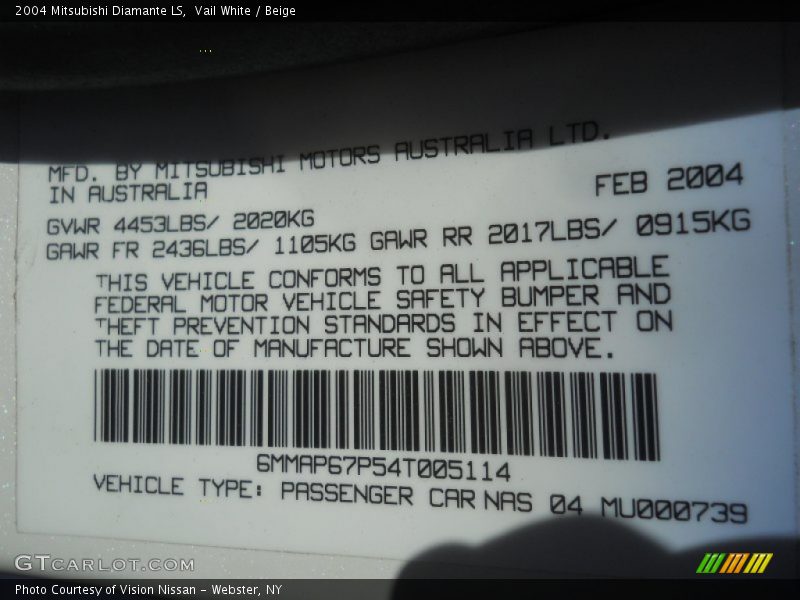 2004 Mitsubishi Diamante LS,  Vail White / Beige
MFD. BY MITSUBISHI MOTORS AUSTRALIA LTD.
IN AUSTRALIA
FEB 2004
GVWR 4453LBS/ 2020KG
GAWR FR 2436LBS/ 1105KG GAWR RR 2017LBS/ 0915KG
THIS VEHICLE CONFORMS TO ALL APPLICABLE
FEDERAL MOTOR VEHICLE SAFETY BUMPER AND
THEFT PREVENTION STANDARDS IN EFFECT ON
THE DATE OF MANUFACTURE SHOWN ABOVE.
6MMAP67P54T005114
VEHICLE TYPE: PASSENGER CAR NAS 04 MU000739
GTCARLOT.COM
Photo Courtesy of Vision Nissan - Webster, NY